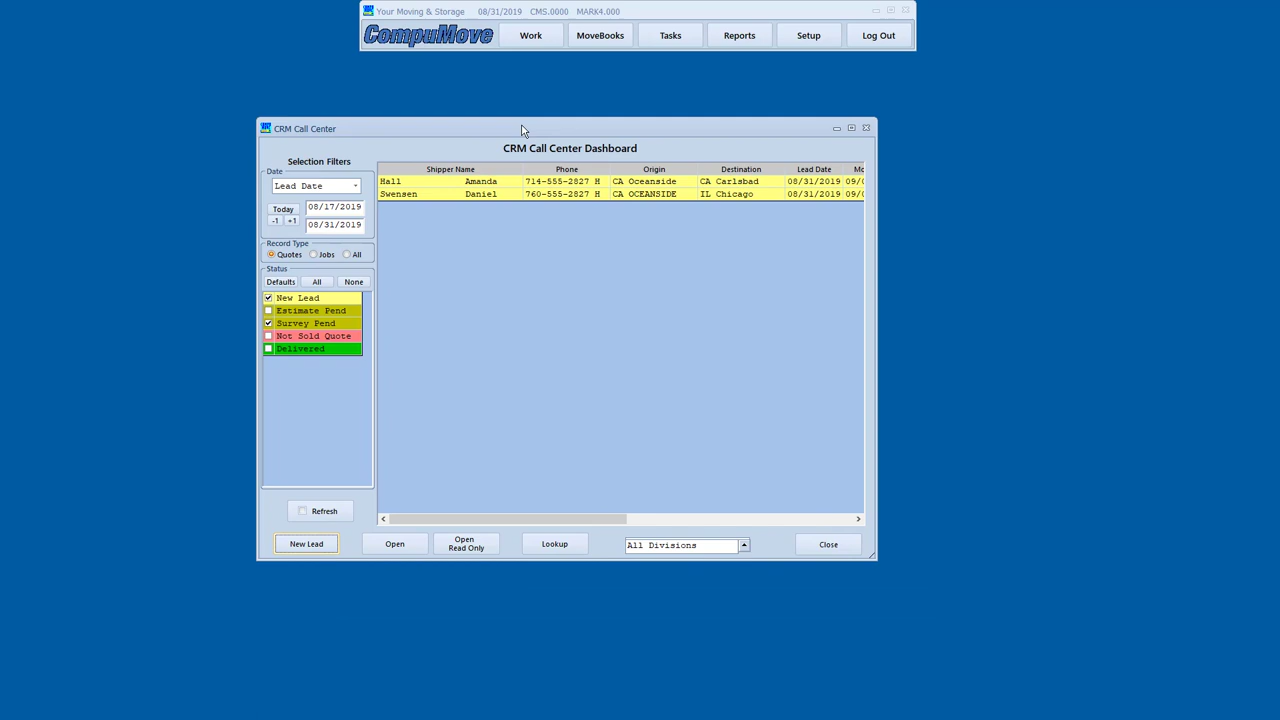 Your Moving & Storage 08/31/2019 CMS.0000 MARK4.000
CompuMove Work MoveBooks Tasks Reports Setup Log Out
CRM Call Center
CRM Call Center Dashboard
Selection Filters
Shipper Name Phone Origin Destination Lead Date Mo
Date
Hall Amanda 714-555-2827 H CA Oceanside CA Carlsbad 08/31/2019 09/0
Lead Date
Swensen Daniel 760-555-2827 H CA OCEANSIDE IL Chicago 08/31/2019 09/0
Today 08/17/2019
-1 +1 08/31/2019
Record Type
Quotes Jobs All
Status
Defaults All None
New Lead
Estimate Pend
Survey Pend
Not Sold Quote
Delivered
Refresh
New Lead Open Open Read Only Lookup All Divisions Close